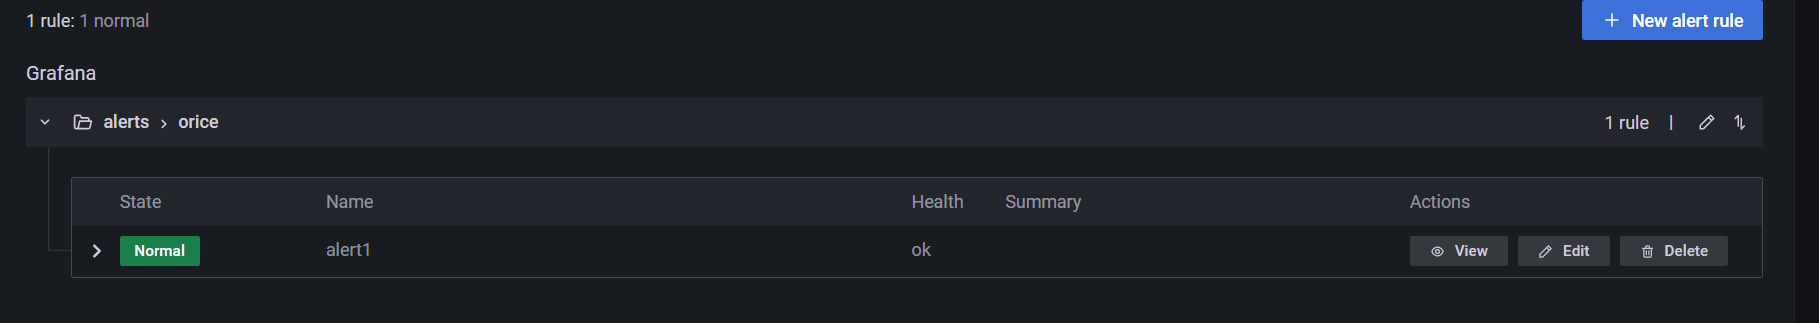 1 rule: 1 normal
New alert rule
Grafana
alerts > orice 1 rule |
State Name Health Summary Actions
Normal alert1 ok View Edit Delete